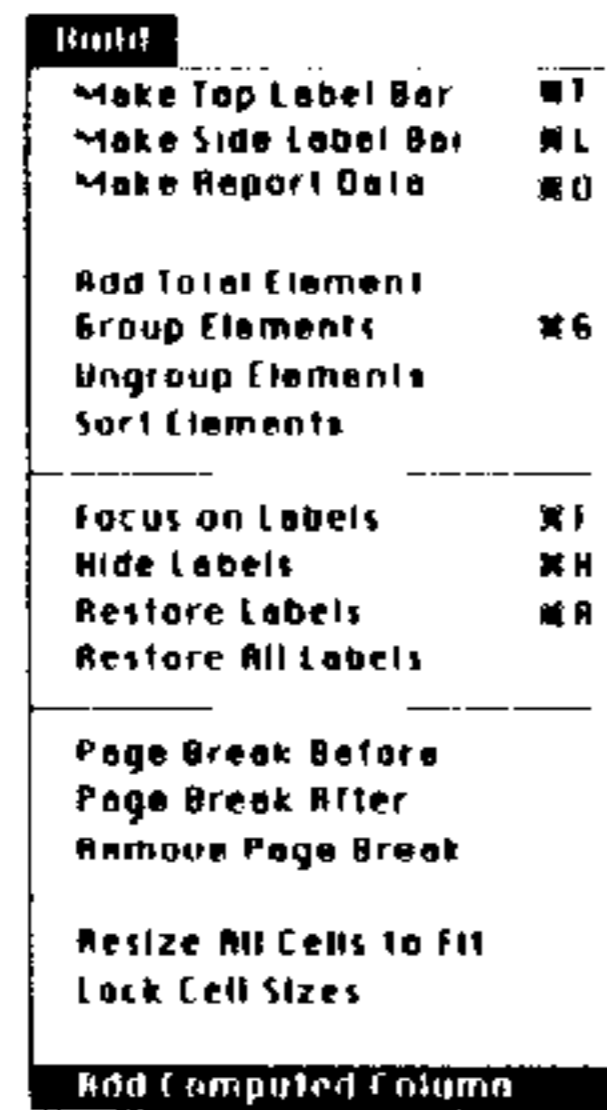 Build
Make Top Label Bar ⌘T
Make Side Label Bar ⌘L
Make Report Data ⌘D
Add Total Element
Group Elements ⌘G
Ungroup Elements
Sort Elements
Focus on Labels ⌘F
Hide Labels ⌘H
Restore Labels ⌘R
Restore All Labels
Page Break Before
Page Break After
Remove Page Break
Resize All Cells to Fit
Lock Cell Sizes
Add Computed Column